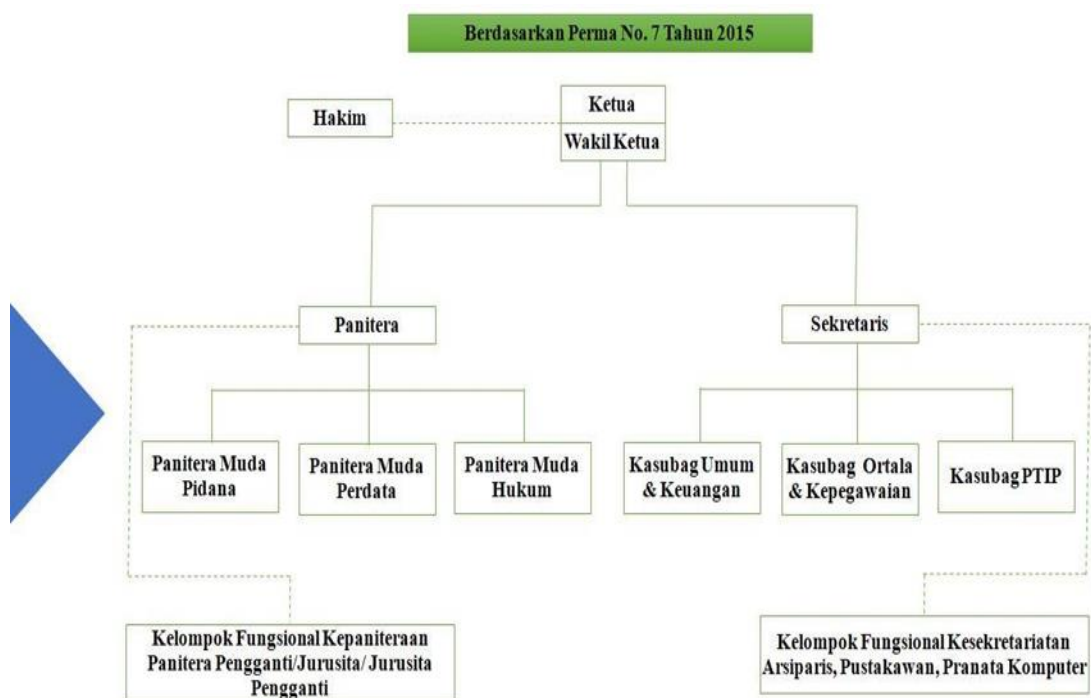 Berdasarkan Perma No. 7 Tahun 2015
Ketua
Hakim
Wakil Ketua
Panitera
Sekretaris
Panitera Muda
Pidana
Panitera Muda
Perdata
Panitera Muda
Hukum
Kasubag Umum
& Keuangan
Kasubag Ortala
& Kepegawaian
Kasubag PTIP
Kelompok Fungsional Kepaniteraan
Panitera Pengganti/Jurusita/ Jurusita
Pengganti
Kelompok Fungsional Kesekretariatan
Arsiparis, Pustakawan, Pranata Komputer